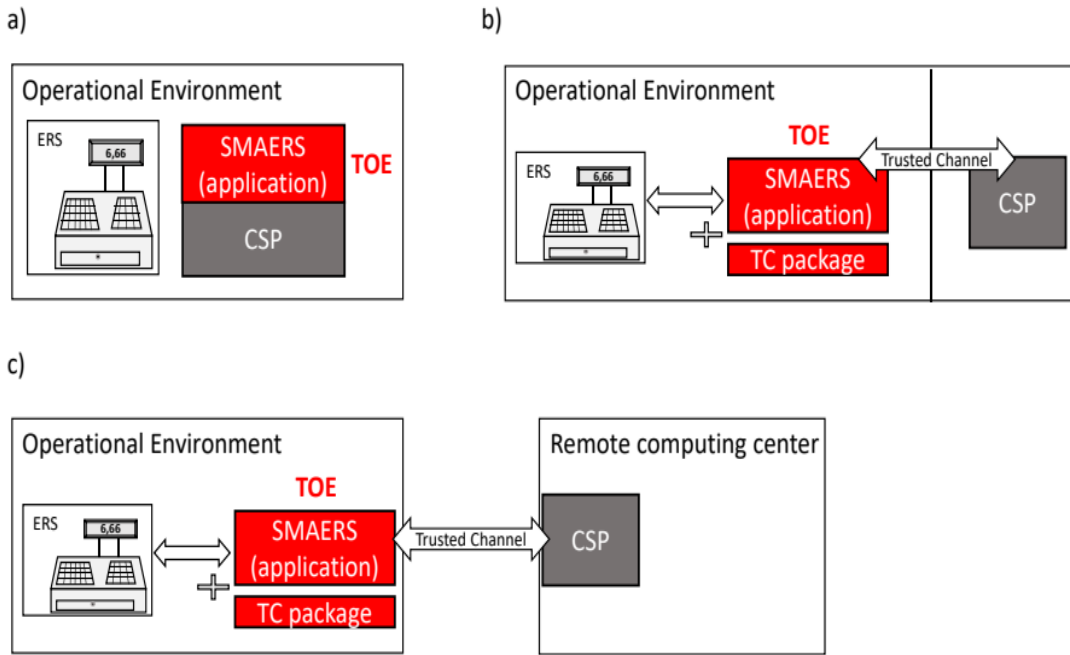 a)
Operational Environment
ERS
6,66
SMAERS
(application)
TOE
CSP
b)
Operational Environment
ERS
6,66
TOE
SMAERS
(application)
TC package
Trusted Channel
CSP
c)
Operational Environment
ERS
6,66
TOE
SMAERS
(application)
TC package
Trusted Channel
Remote computing center
CSP